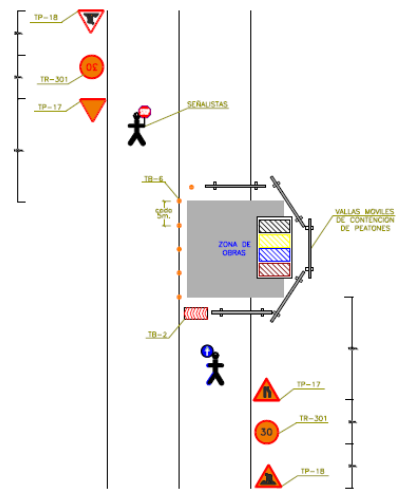 TP-18
TR-301
30
TP-17
SEÑALISTAS
TB-6
cada
5m.
ZONA DE
OBRAS
VALLAS MOVILES
DE CONTENCIÓN
DE PEATONES
TB-2
TP-17
TR-301
30
TP-18